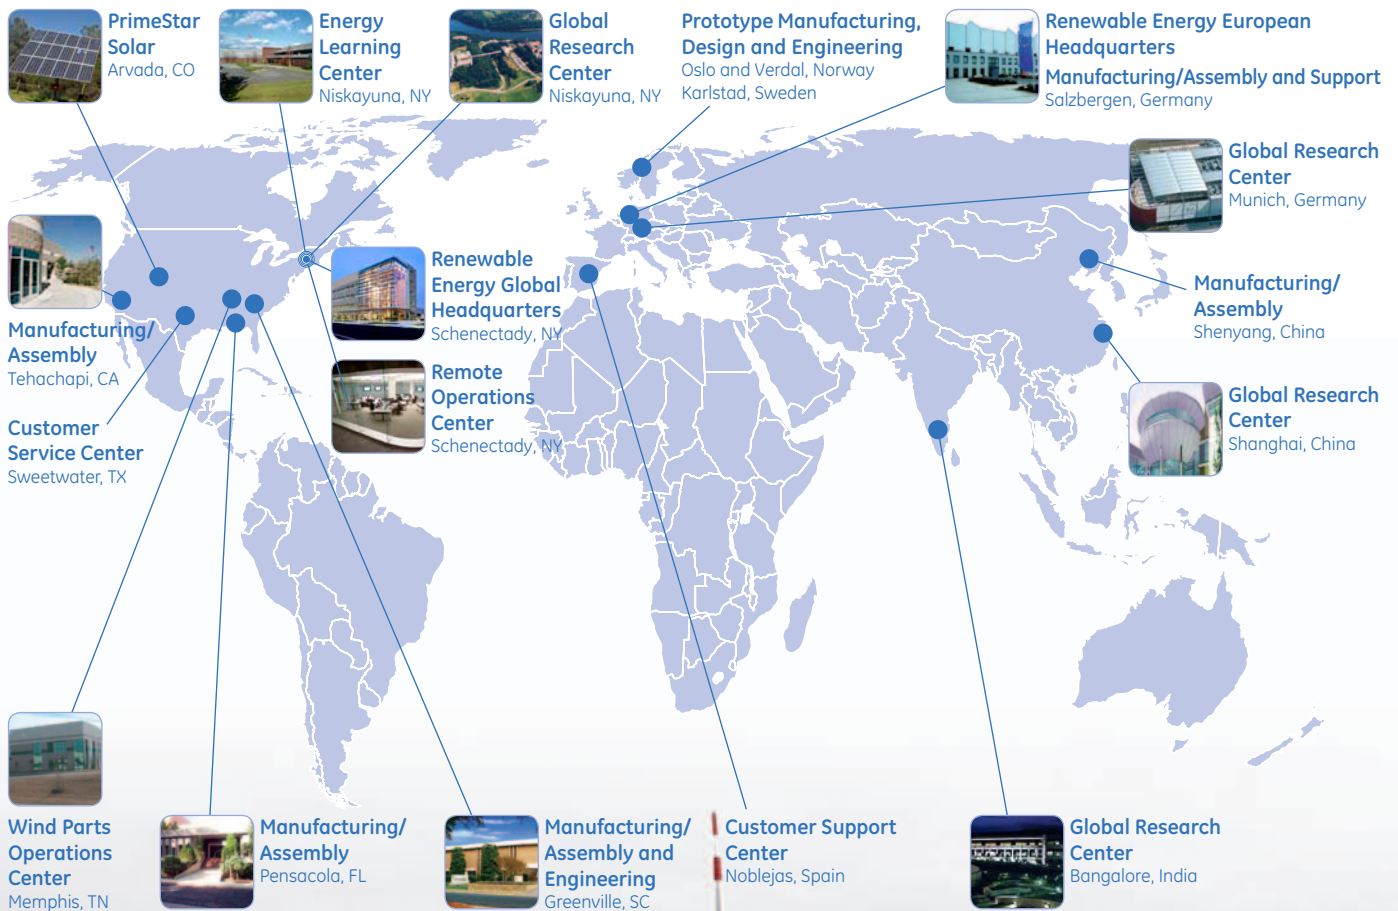 PrimeStar
Solar
Arvada, CO
Energy
Learning
Center
Niskayuna, NY
Global
Research
Center
Niskayuna, NY
Prototype Manufacturing,
Design and Engineering
Oslo and Verdal, Norway
Karlstad, Sweden
Renewable Energy European
Headquarters
Manufacturing/Assembly and Support
Salzbergen, Germany
Global Research
Center
Munich, Germany
Renewable
Energy Global
Headquarters
Schenectady, NY
Manufacturing/
Assembly
Shenyang, China
Manufacturing/
Assembly
Tehachapi, CA
Remote
Operations
Center
Schenectady, NY
Global Research
Center
Shanghai, China
Customer
Service Center
Sweetwater, TX
Wind Parts
Operations
Center
Memphis, TN
Manufacturing/
Assembly
Pensacola, FL
Manufacturing/
Assembly and
Engineering
Greenville, SC
Customer Support
Center
Noblejas, Spain
Global Research
Center
Bangalore, India